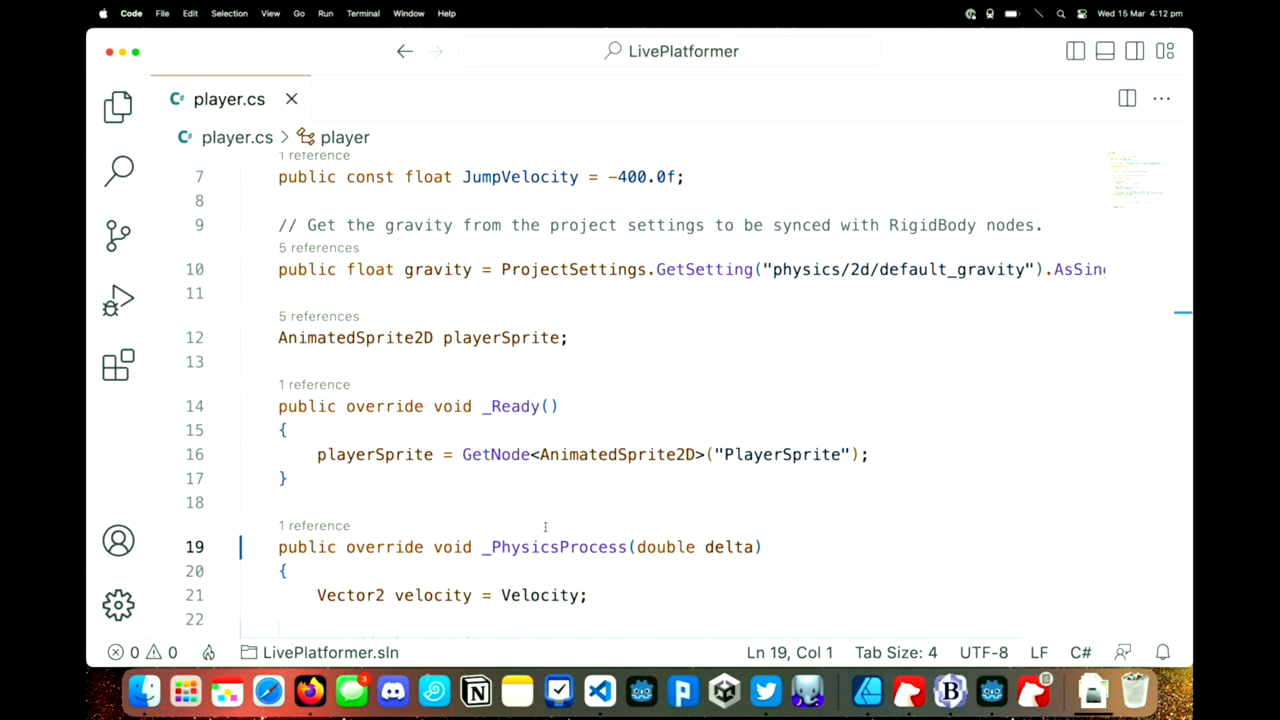 Code File Edit Selection View Go Run Terminal Window Help Wed 15 Mar 4:12 pm
LivePlatformer
player.cs
player.cs > player
1 reference
7 public const float JumpVelocity = -400.0f;
8
9 // Get the gravity from the project settings to be synced with RigidBody nodes.
5 references
10 public float gravity = ProjectSettings.GetSetting("physics/2d/default_gravity").AsSing
11
5 references
12 AnimatedSprite2D playerSprite;
13
1 reference
14 public override void _Ready()
15 {
16 playerSprite = GetNode<AnimatedSprite2D>("PlayerSprite");
17 }
18
1 reference
19 public override void _PhysicsProcess(double delta)
20 {
21 Vector2 velocity = Velocity;
22
0 0 LivePlatformer.sln Ln 19, Col 1 Tab Size: 4 UTF-8 LF C#
3